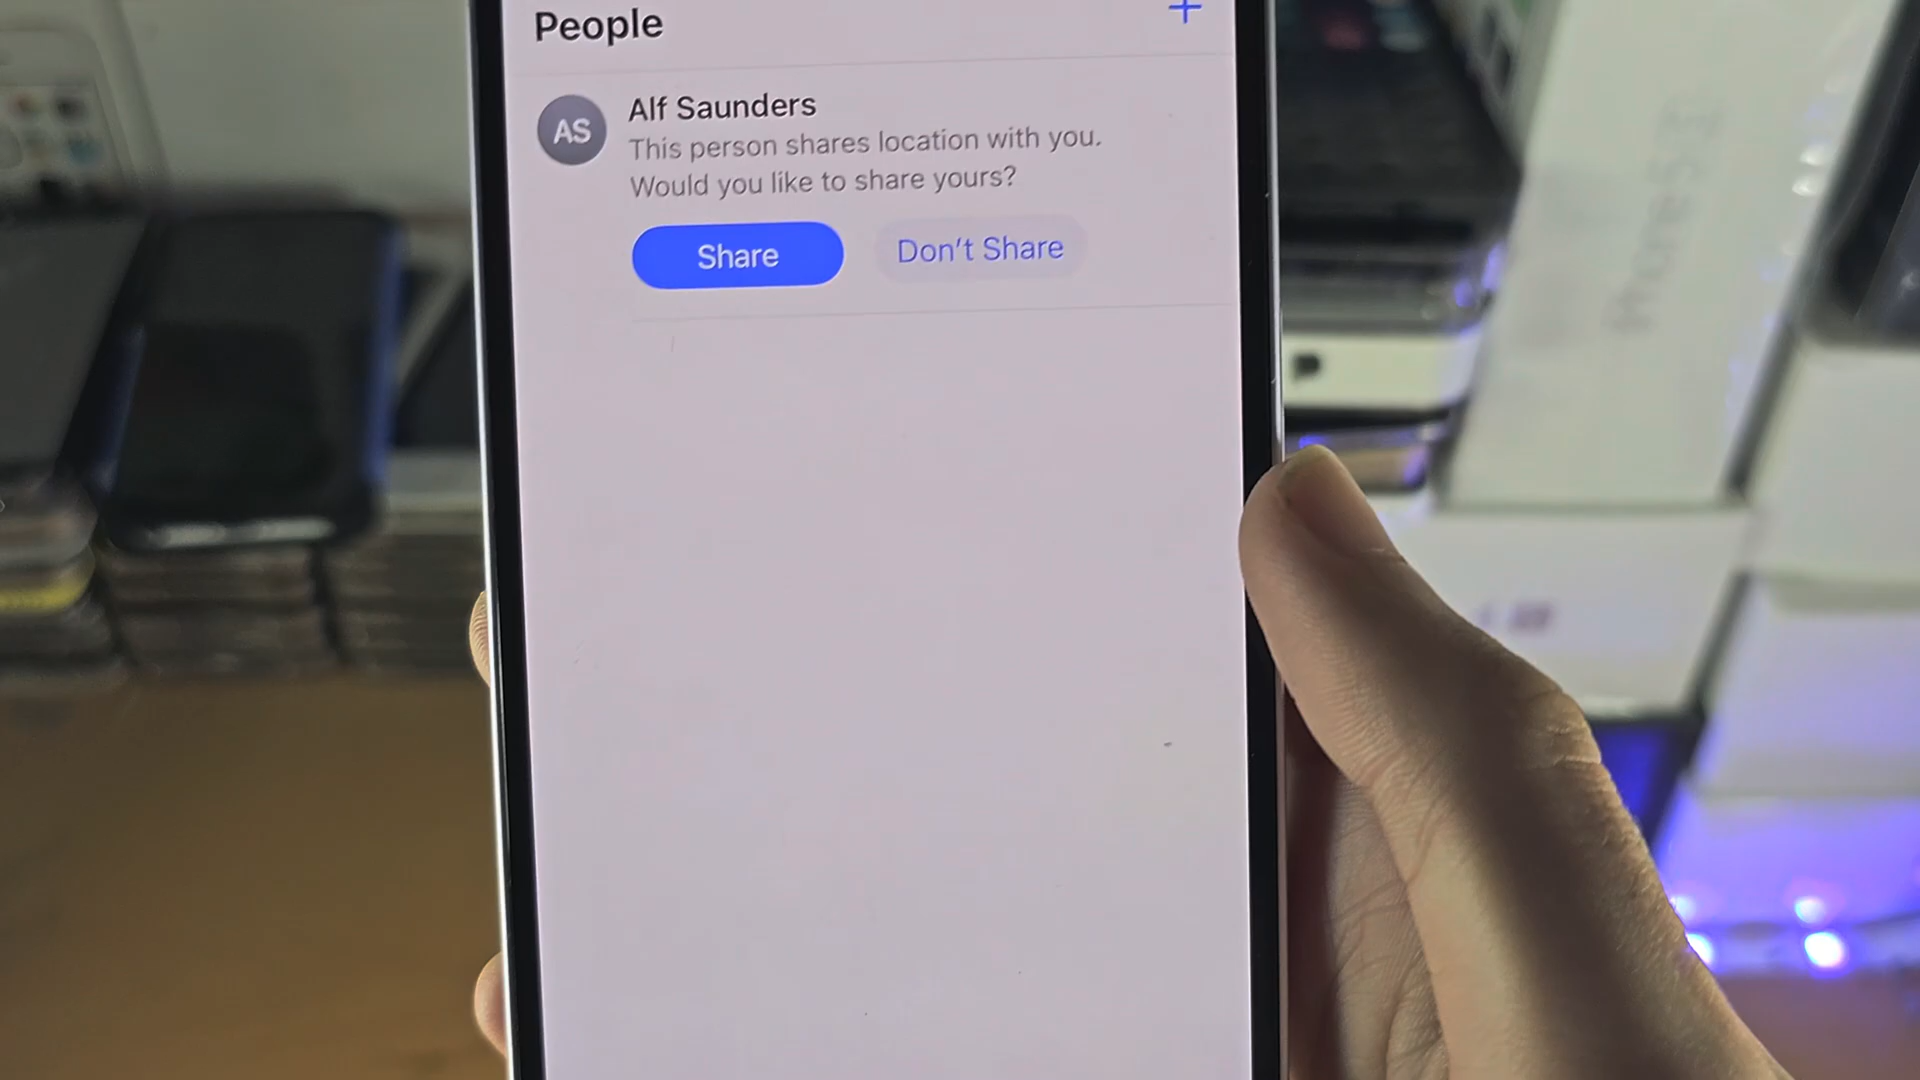 People
AS
Alf Saunders
This person shares location with you.
Would you like to share yours?
Share
Don't Share